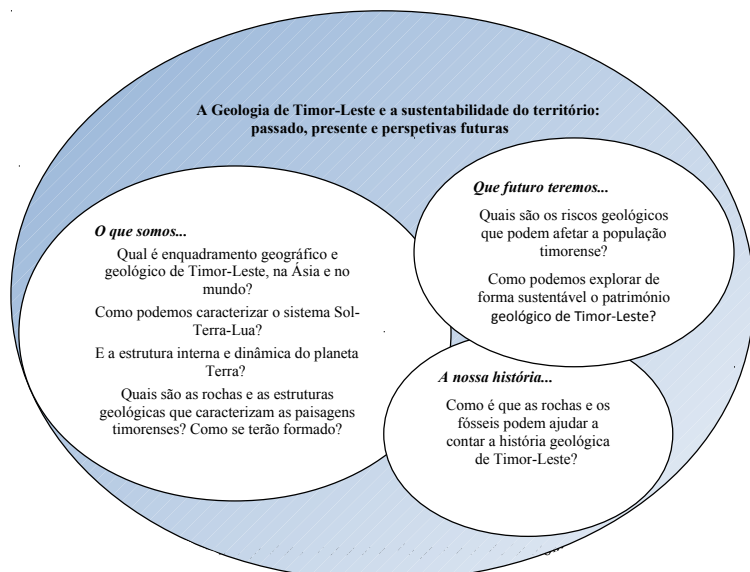 A Geologia de Timor-Leste e a sustentabilidade do território:
passado, presente e perspetivas futuras
O que somos...
Qual é enquadramento geográfico e
geológico de Timor-Leste, na Ásia e no
mundo?
Como podemos caracterizar o sistema Sol-
Terra-Lua?
E a estrutura interna e dinâmica do planeta
Terra?
Quais são as rochas e as estruturas
geológicas que caracterizam as paisagens
timorenses? Como se terão formado?
Que futuro teremos...
Quais são os riscos geológicos
que podem afetar a população
timorense?
Como podemos explorar de
forma sustentável o património
geológico de Timor-Leste?
A nossa história...
Como é que as rochas e os
fósseis podem ajudar a
contar a história geológica
de Timor-Leste?